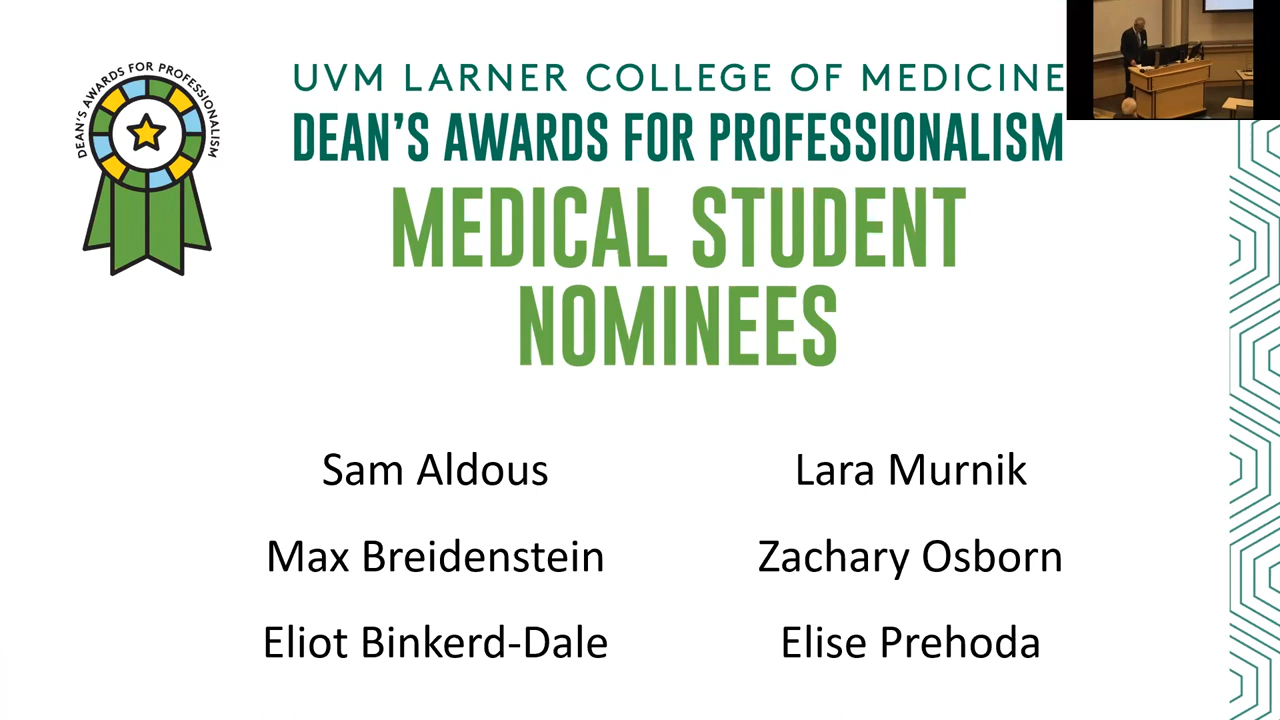 DEAN'S AWARDS FOR PROFESSIONALISM
UVM LARNER COLLEGE OF MEDICINE
DEAN'S AWARDS FOR PROFESSIONALISM
MEDICAL STUDENT
NOMINEES
Sam Aldous
Lara Murnik
Max Breidenstein
Zachary Osborn
Eliot Binkerd-Dale
Elise Prehoda